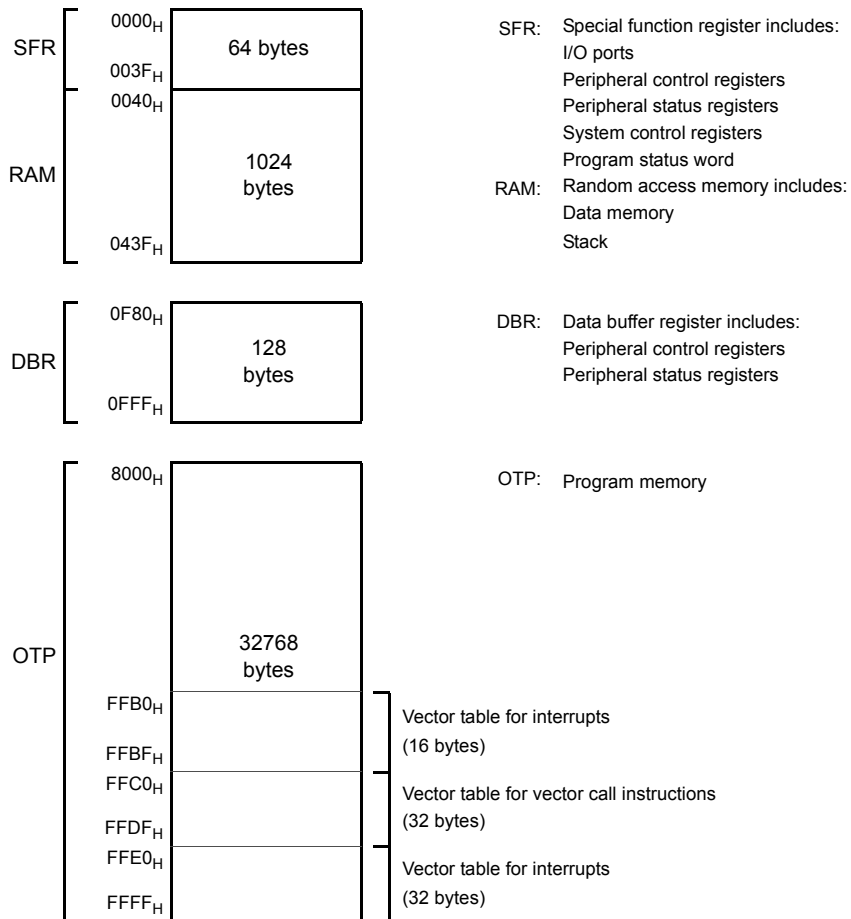 0000H
SFR
64 bytes
003FH
0040H
RAM
1024
bytes
043FH
SFR: Special function register includes:
I/O ports
Peripheral control registers
Peripheral status registers
System control registers
Program status word
RAM: Random access memory includes:
Data memory
Stack
0F80H
DBR
128
bytes
0FFFH
DBR: Data buffer register includes:
Peripheral control registers
Peripheral status registers
8000H
OTP: Program memory
OTP
32768
bytes
FFB0H
Vector table for interrupts
(16 bytes)
FFBFH
FFC0H
Vector table for vector call instructions
(32 bytes)
FFDFH
FFE0H
Vector table for interrupts
(32 bytes)
FFFFH